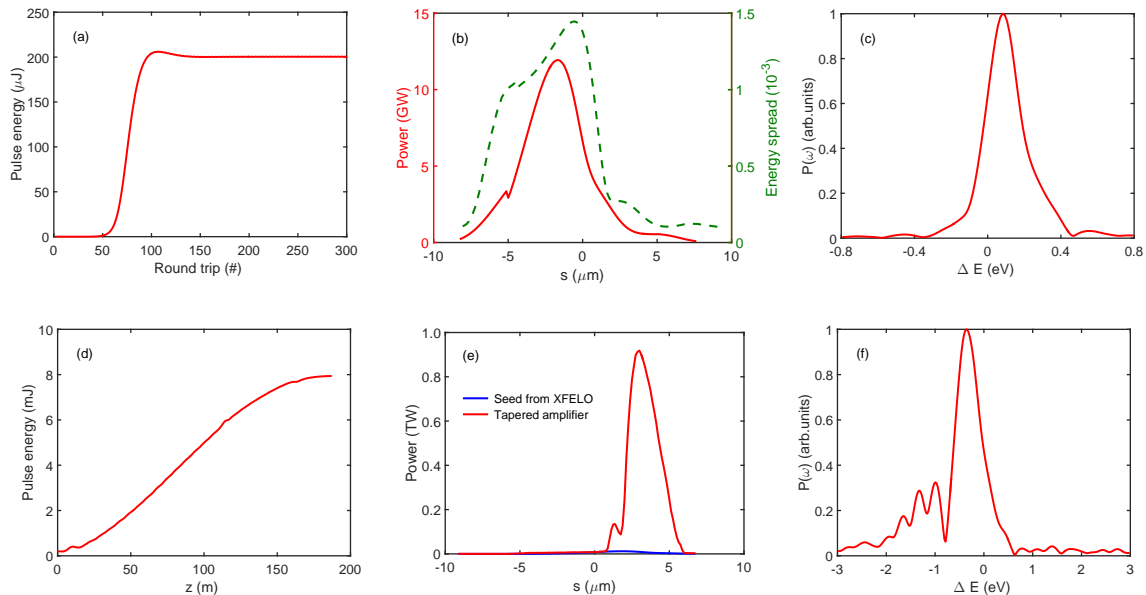 (a)
Pulse energy (μJ)
250
200
150
100
50
0
0 50 100 150 200 250 300
Round trip (#)
(b)
Power (GW)
15
10
5
0
-10 -5 0 5 10
s (μm)
1.5
1
0.5
0
Energy spread (10⁻³)
(c)
P(ω) (arb.units)
1
0.8
0.6
0.4
0.2
0
-0.8 -0.4 0 0.4 0.8
Δ E (eV)
(d)
Pulse energy (mJ)
10
8
6
4
2
0
0 50 100 150 200
z (m)
(e)
Power (TW)
1.0
0.8
0.6
0.4
0.2
0
Seed from XFELO
Tapered amplifier
-10 -5 0 5 10
s (μm)
(f)
P(ω) (arb.units)
1
0.8
0.6
0.4
0.2
0
-3 -2 -1 0 1 2 3
Δ E (eV)